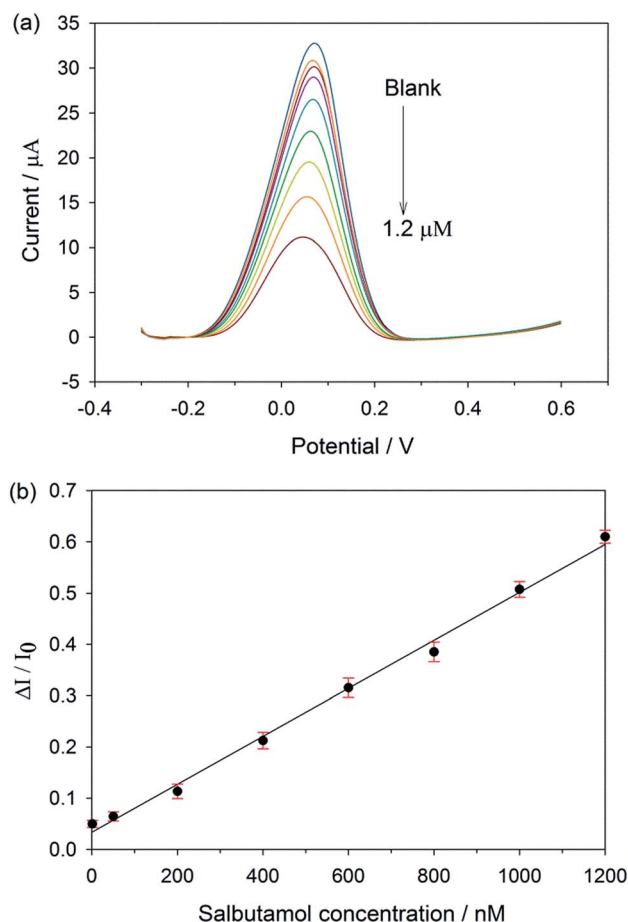 (a)
35
30
25
20
15
10
5
0
-5
Current / µA
Blank
1.2 µM
-0.4 -0.2 0.0 0.2 0.4 0.6
Potential / V
(b)
0.7
0.6
0.5
0.4
0.3
0.2
0.1
0.0
ΔI / I0
0 200 400 600 800 1000 1200
Salbutamol concentration / nM